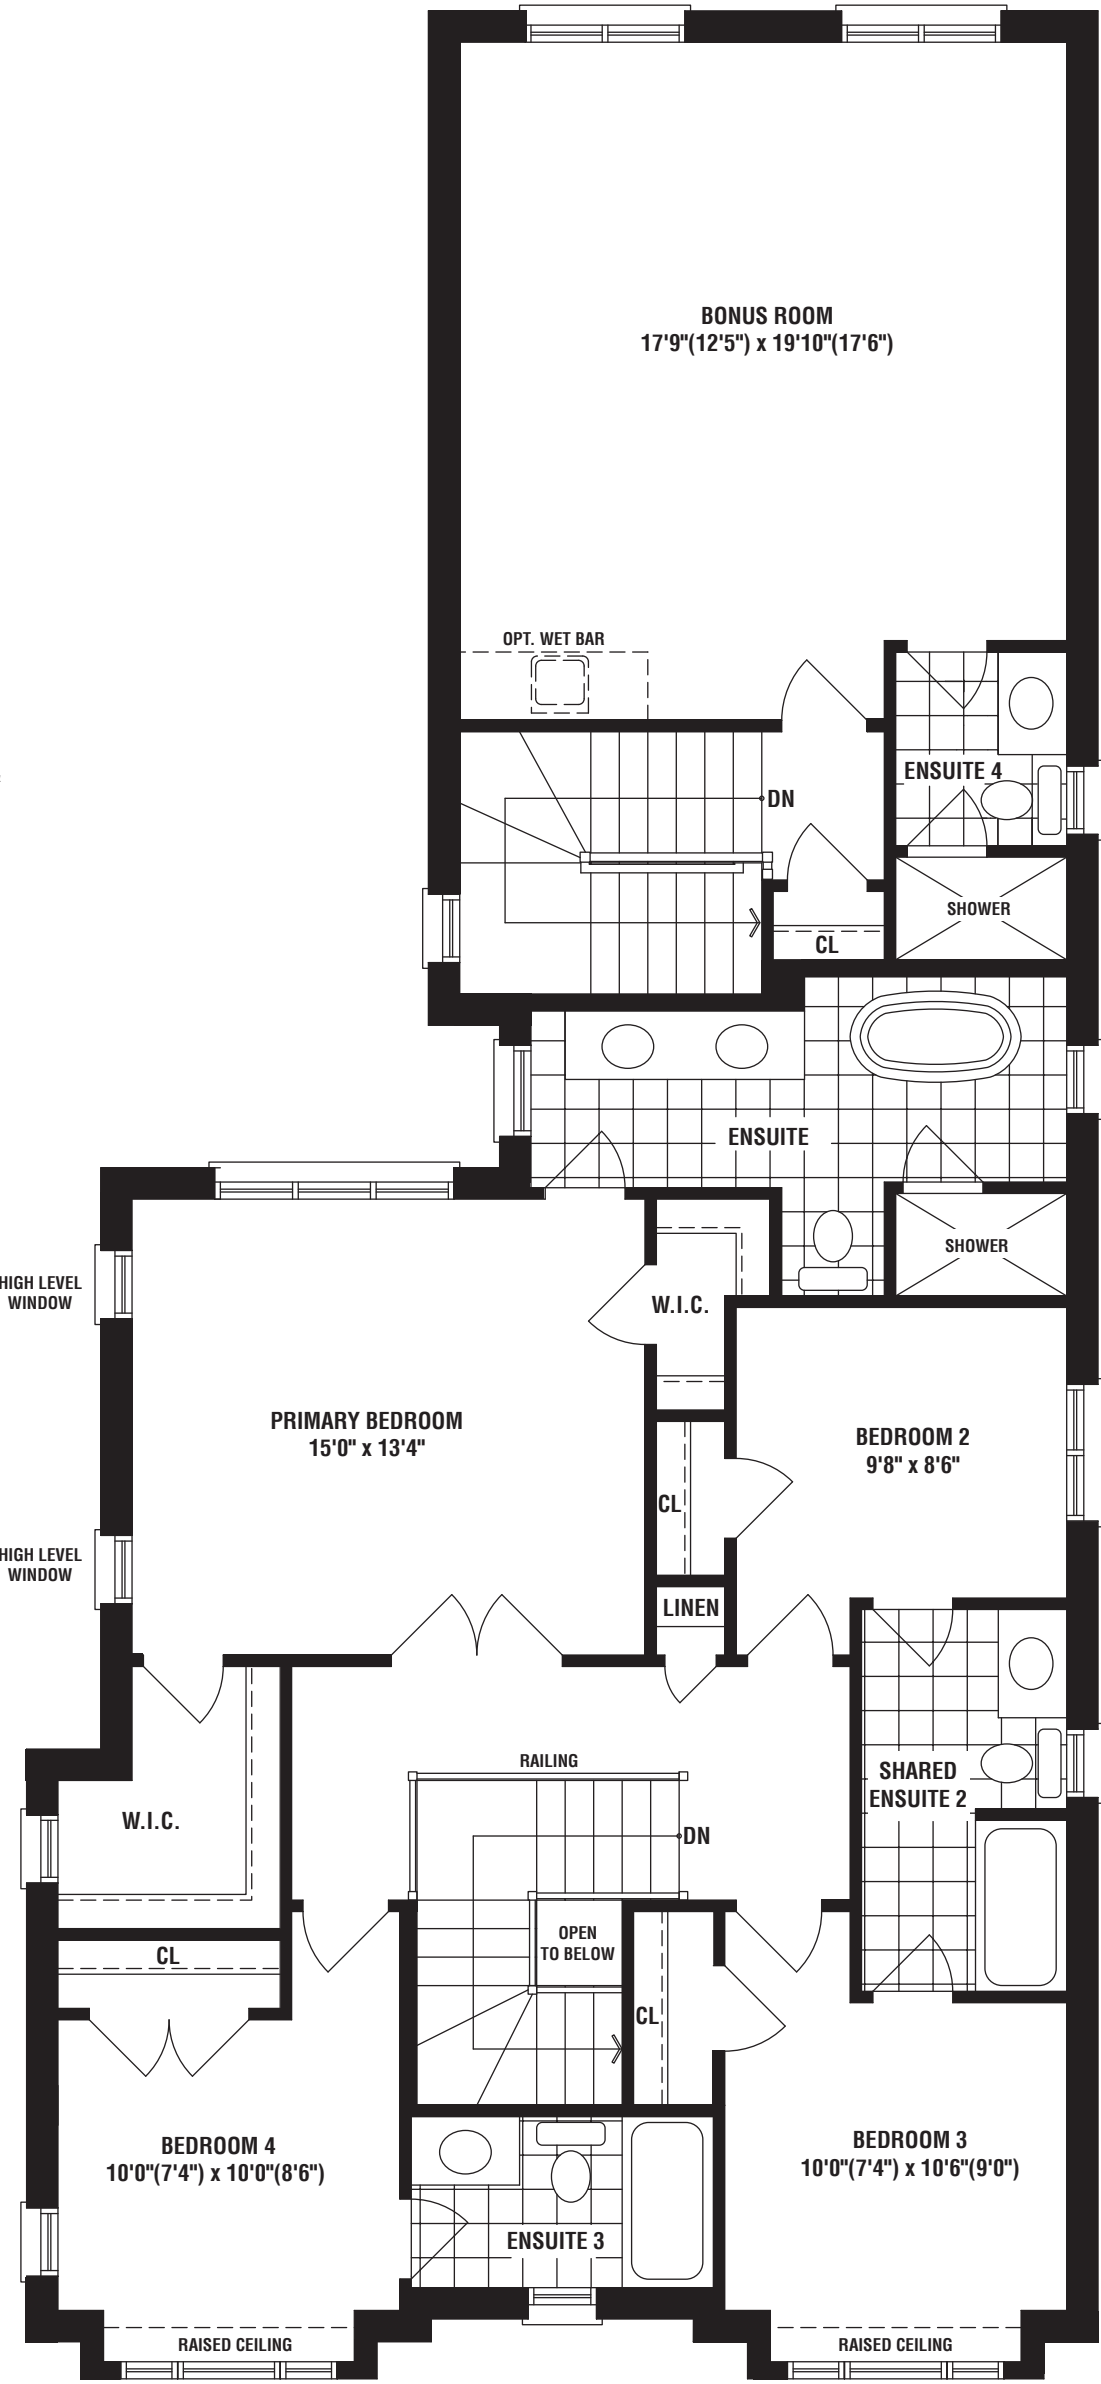 BONUS ROOM
17'9"(12'5") x 19'10"(17'6")
OPT. WET BAR
ENSUITE 4
DN
SHOWER
CL
ENSUITE
SHOWER
HIGH LEVEL
WINDOW
W.I.C.
PRIMARY BEDROOM
15'0" x 13'4"
BEDROOM 2
9'8" x 8'6"
CL
HIGH LEVEL
WINDOW
LINEN
RAILING
SHARED
ENSUITE 2
W.I.C.
DN
OPEN
TO BELOW
CL
CL
BEDROOM 4
10'0"(7'4") x 10'0"(8'6")
BEDROOM 3
10'0"(7'4") x 10'6"(9'0")
ENSUITE 3
RAISED CEILING
RAISED CEILING